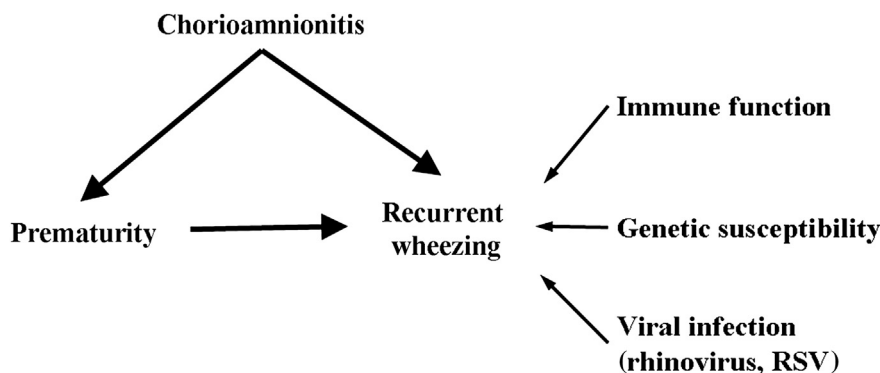 Chorioamnionitis
Immune function
Prematurity
Recurrent
wheezing
Genetic susceptibility
Viral infection
(rhinovirus, RSV)